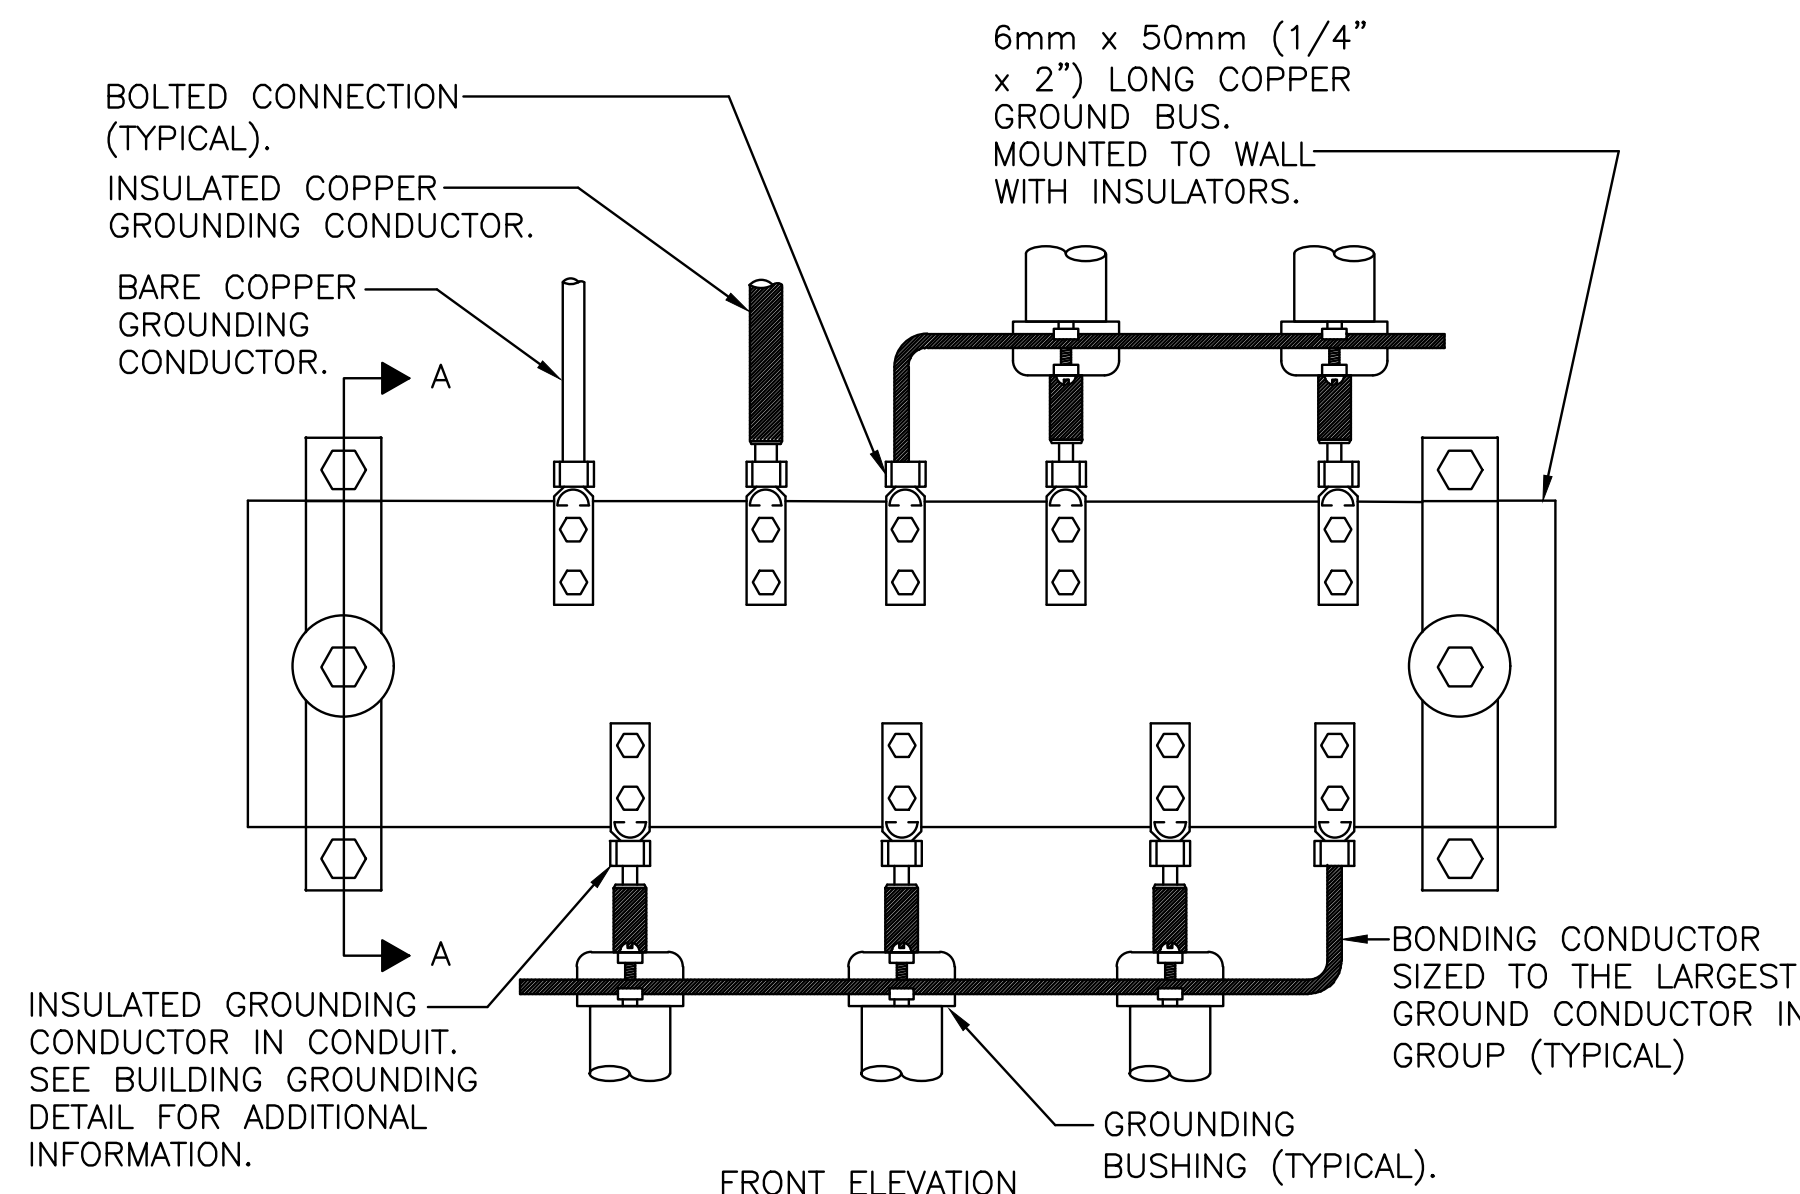 6mm x 50mm (1/4"
x 2") LONG COPPER
GROUND BUS.
MOUNTED TO WALL
WITH INSULATORS.
BOLTED CONNECTION
(TYPICAL).
INSULATED COPPER
GROUNDING CONDUCTOR.
BARE COPPER
GROUNDING
CONDUCTOR.
A
A
BONDING CONDUCTOR
SIZED TO THE LARGEST
GROUND CONDUCTOR IN
GROUP (TYPICAL)
INSULATED GROUNDING
CONDUCTOR IN CONDUIT.
SEE BUILDING GROUNDING
DETAIL FOR ADDITIONAL
INFORMATION.
GROUNDING
BUSHING (TYPICAL).
FRONT ELEVATION